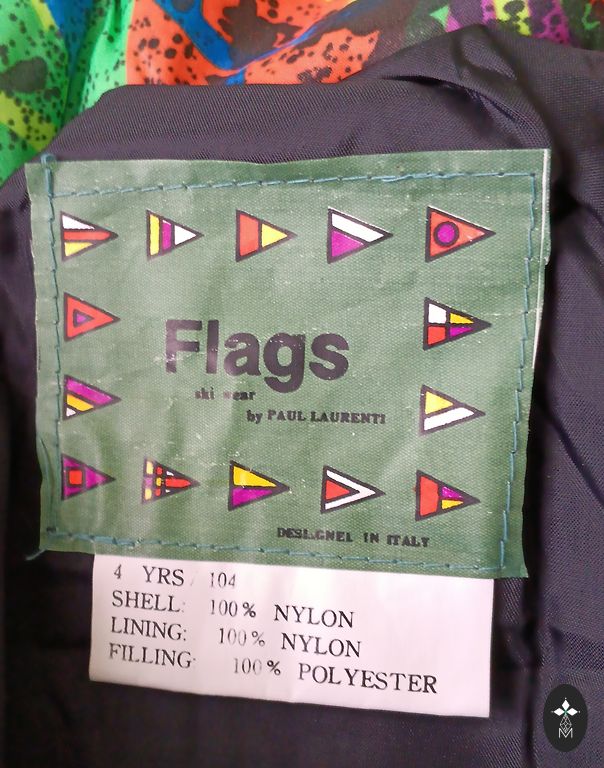 Flags
ski wear
by PAUL LAURENTI
DESIGNEL IN ITALY
4 YRS / 104
SHELL: 100% NYLON
LINING: 100% NYLON
FILLING: 100% POLYESTER
M